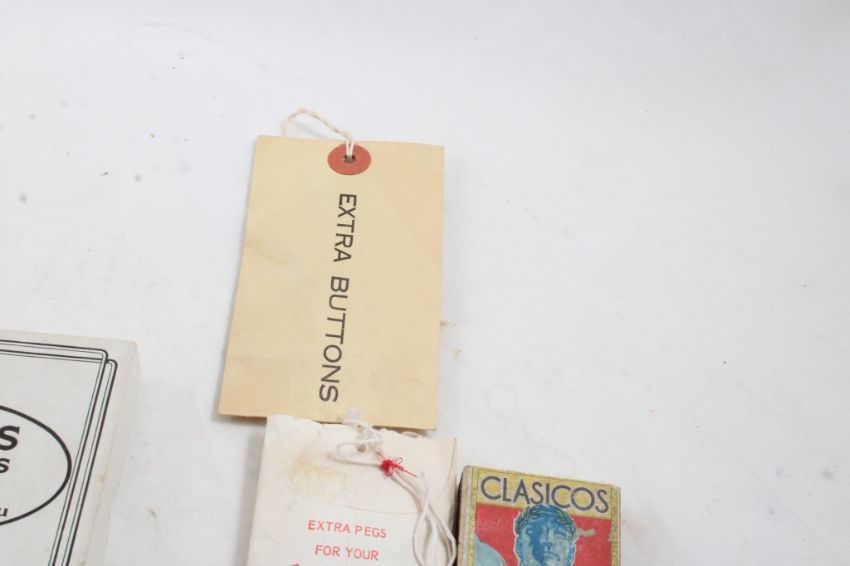 EXTRA BUTTONS
EXTRA PEGS
FOR YOUR
CLASICOS